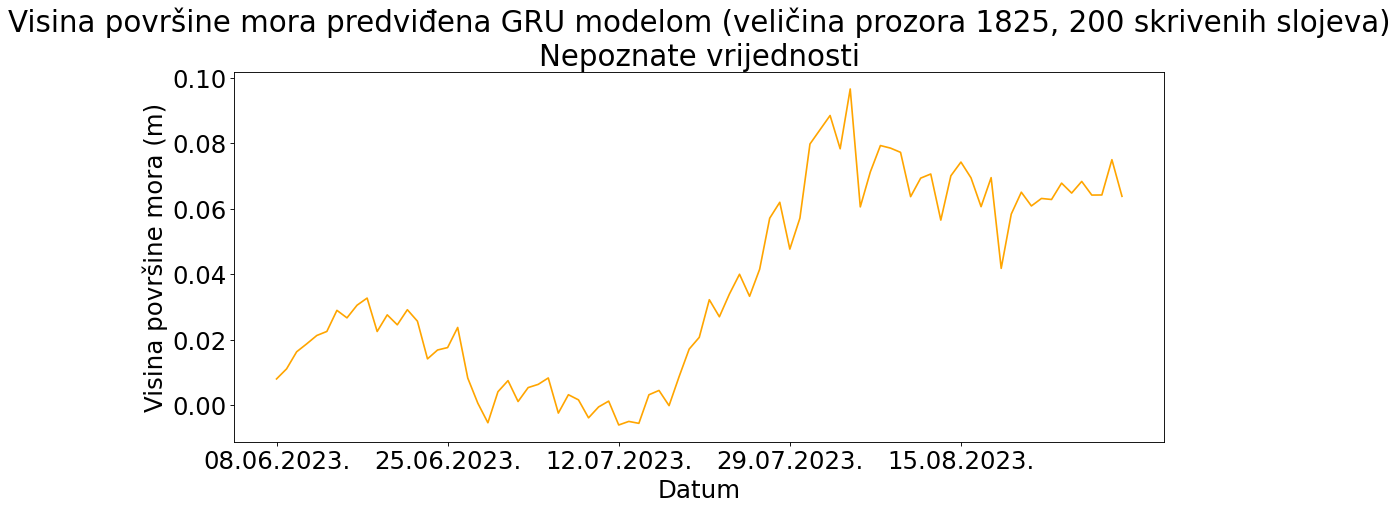 Visina površine mora predviđena GRU modelom (veličina prozora 1825, 200 skrivenih slojeva)
Nepoznate vrijednosti
Visina površine mora (m)
0.10
0.08
0.06
0.04
0.02
0.00
08.06.2023. 25.06.2023. 12.07.2023. 29.07.2023. 15.08.2023.
Datum